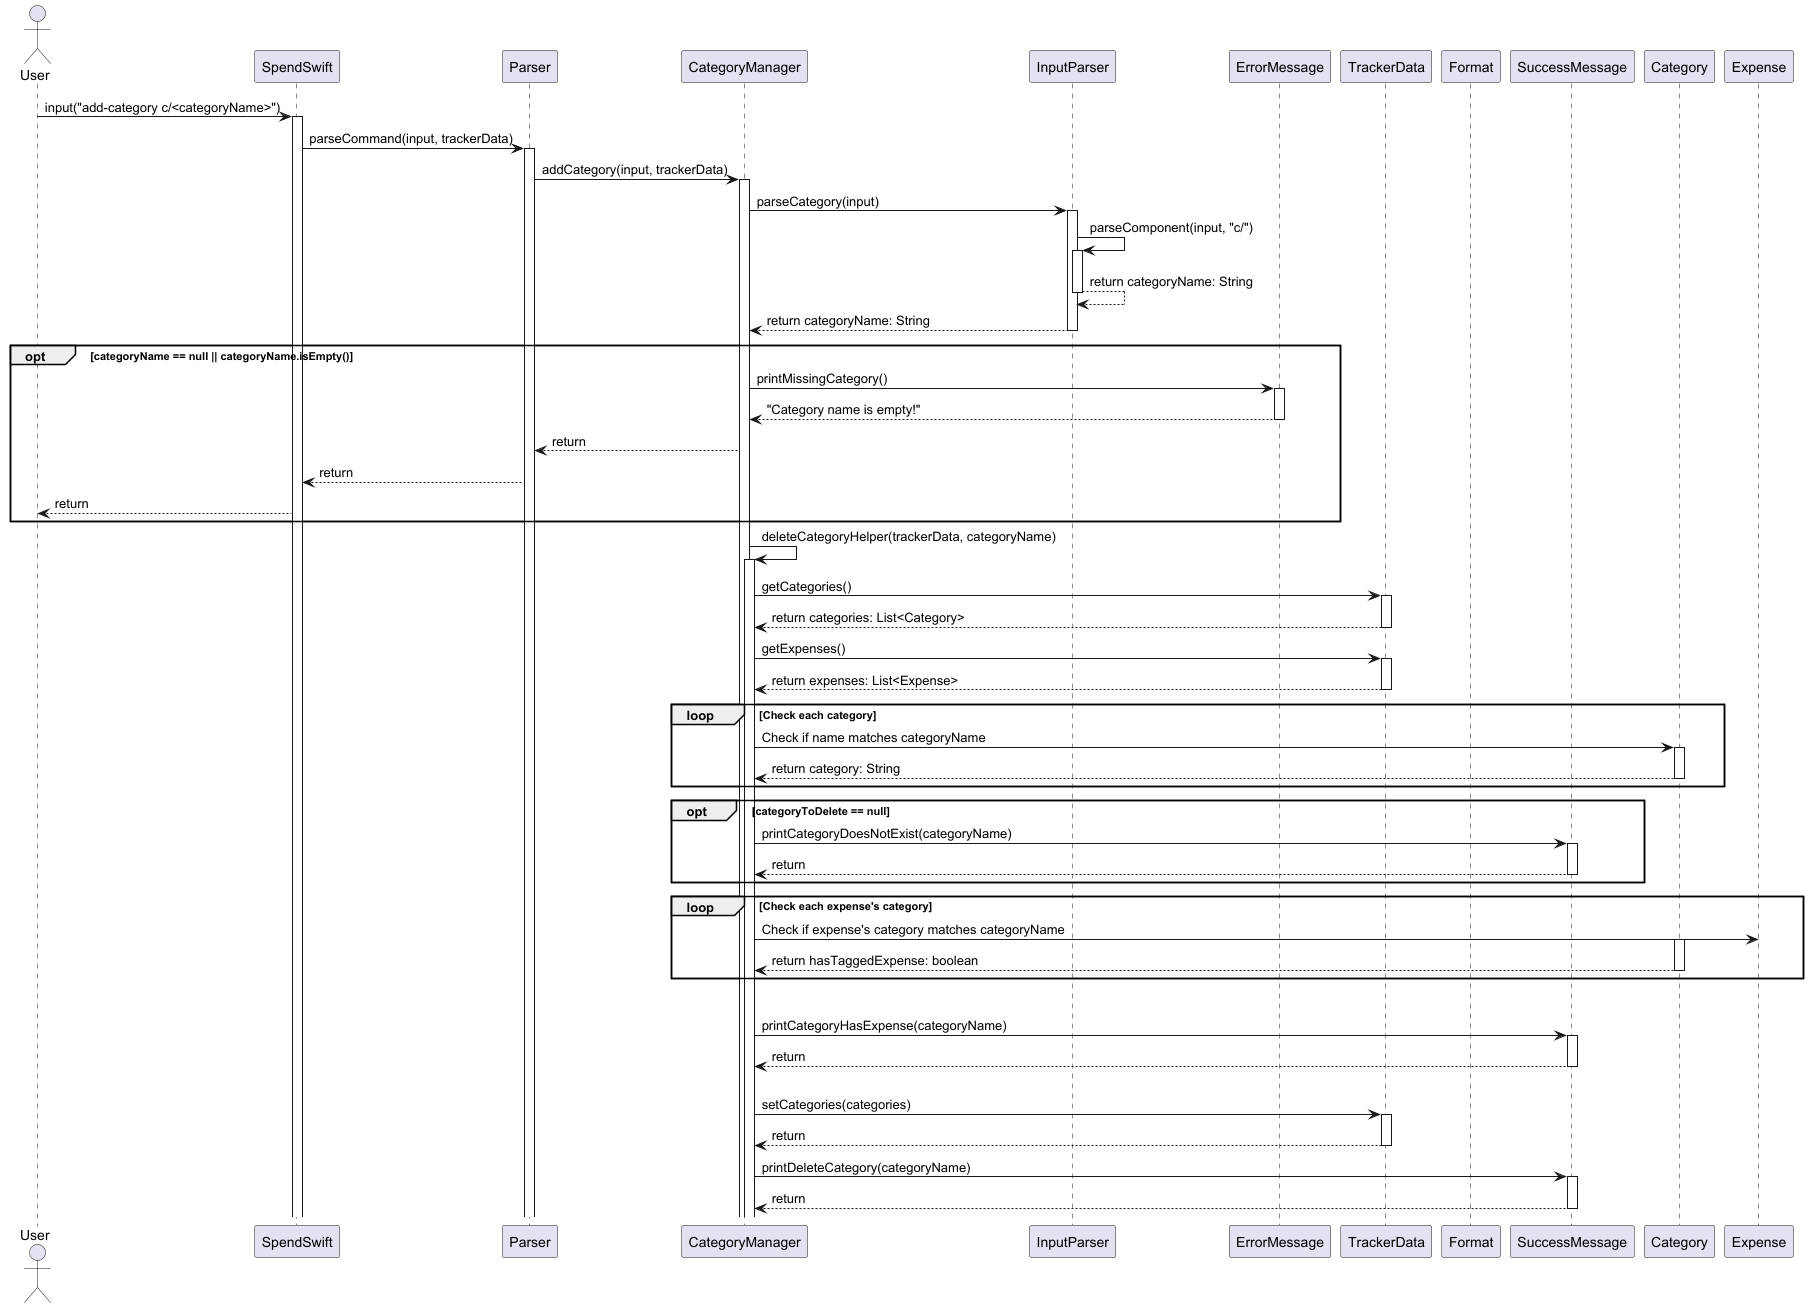 User
SpendSwift
Parser
CategoryManager
InputParser
ErrorMessage
TrackerData
Format
SuccessMessage
Category
Expense
input("add-category c/<categoryName>")
parseCommand(input, trackerData)
addCategory(input, trackerData)
parseCategory(input)
parseComponent(input, "c/")
return categoryName: String
return categoryName: String
opt
[categoryName == null || categoryName.isEmpty()]
printMissingCategory()
"Category name is empty!"
return
return
return
deleteCategoryHelper(trackerData, categoryName)
getCategories()
return categories: List<Category>
getExpenses()
return expenses: List<Expense>
loop
[Check each category]
Check if name matches categoryName
return category: String
opt
[categoryToDelete == null]
printCategoryDoesNotExist(categoryName)
return
loop
[Check each expense's category]
Check if expense's category matches categoryName
return hasTaggedExpense: boolean
printCategoryHasExpense(categoryName)
return
setCategories(categories)
return
printDeleteCategory(categoryName)
return
User
SpendSwift
Parser
CategoryManager
InputParser
ErrorMessage
TrackerData
Format
SuccessMessage
Category
Expense